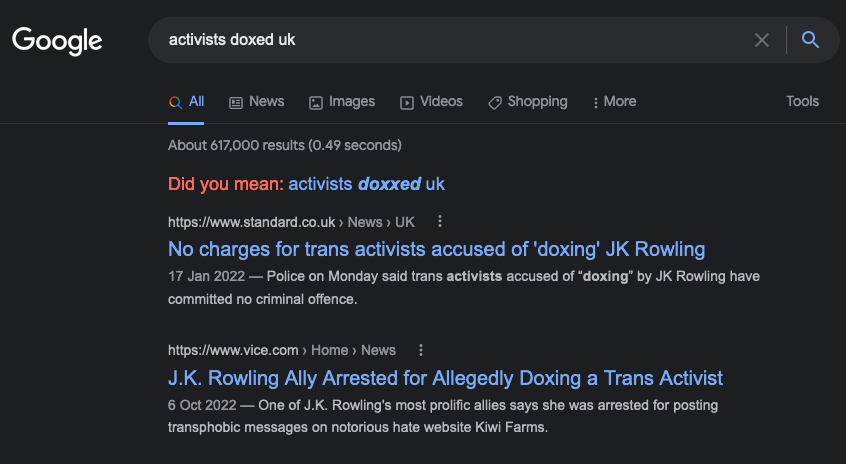 Google
activists doxed uk
All News Images Videos Shopping More Tools
About 617,000 results (0.49 seconds)
Did you mean: activists doxxed uk
https://www.standard.co.uk › News › UK
No charges for trans activists accused of 'doxing' JK Rowling
17 Jan 2022 — Police on Monday said trans activists accused of “doxing” by JK Rowling have
committed no criminal offence.
https://www.vice.com › Home › News
J.K. Rowling Ally Arrested for Allegedly Doxing a Trans Activist
6 Oct 2022 — One of J.K. Rowling's most prolific allies says she was arrested for posting
transphobic messages on notorious hate website Kiwi Farms.